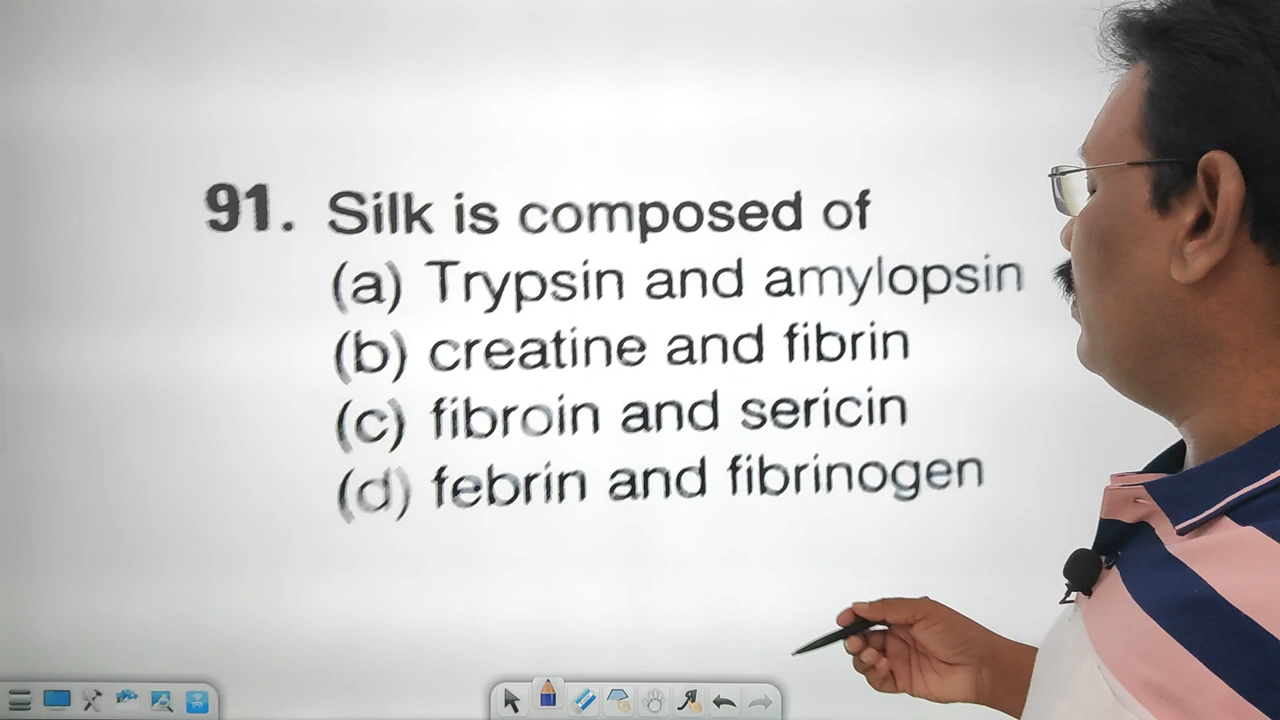 91. Silk is composed of
(a) Trypsin and amylopsin
(b) creatine and fibrin
(c) fibroin and sericin
(d) febrin and fibrinogen